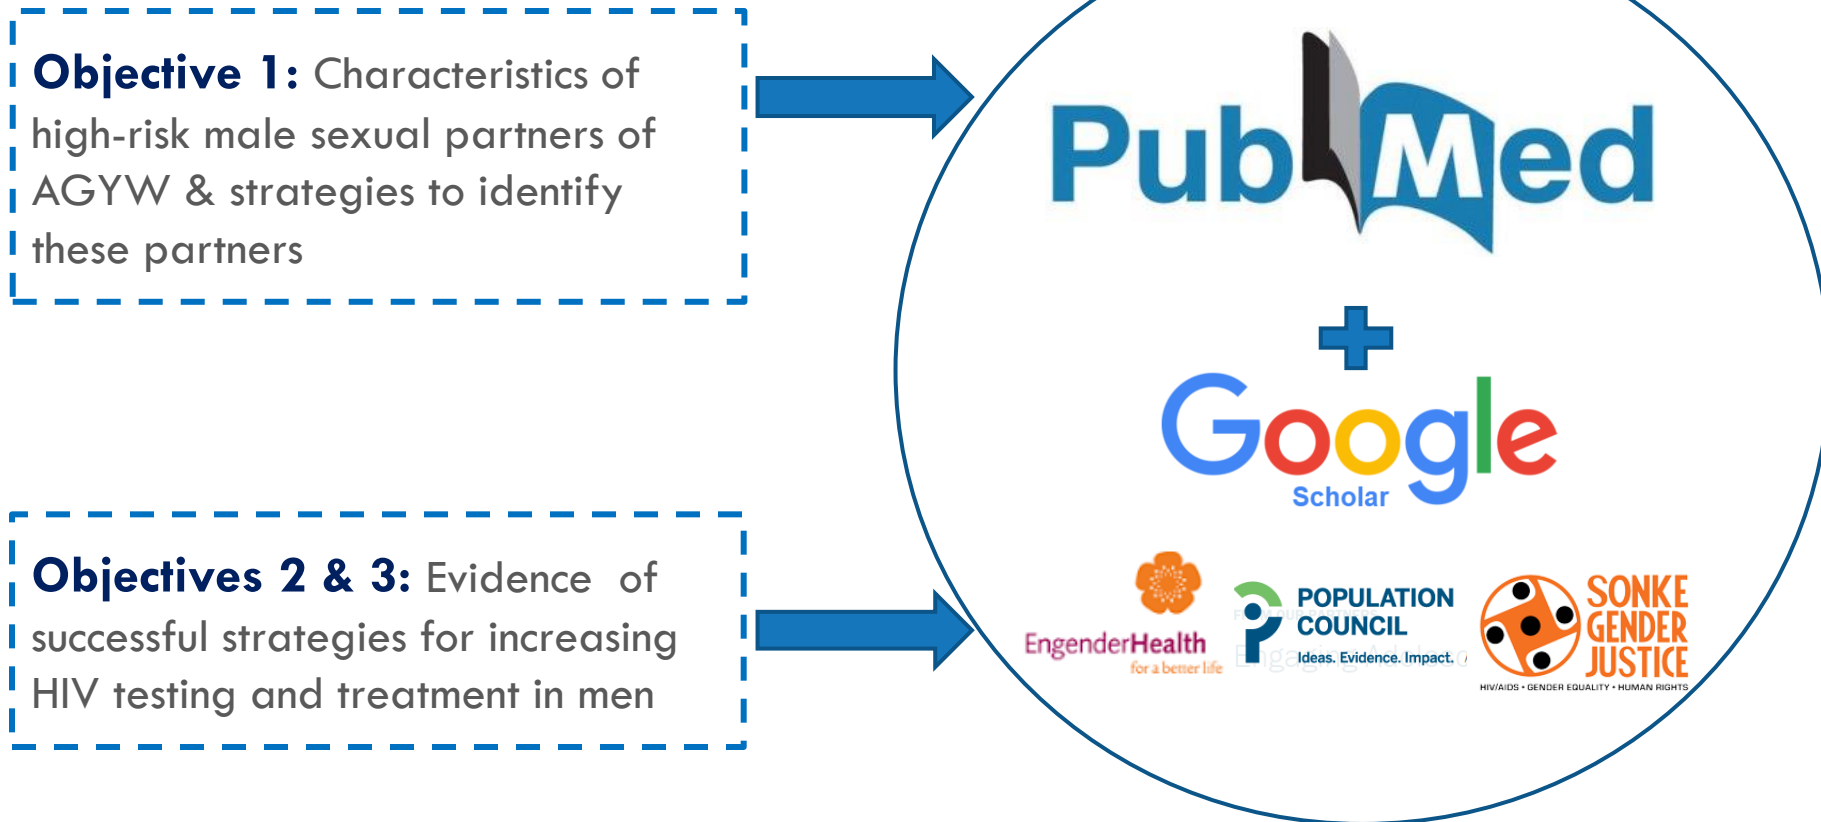 Objective 1: Characteristics of
high-risk male sexual partners of
AGYW & strategies to identify
these partners
PubMed
Google
Scholar
Objectives 2 & 3: Evidence of
successful strategies for increasing
HIV testing and treatment in men
EngenderHealth
for a better life
POPULATION
COUNCIL
Ideas. Evidence. Impact.
SONKE
GENDER
JUSTICE
HIV/AIDS • GENDER EQUALITY • HUMAN RIGHTS